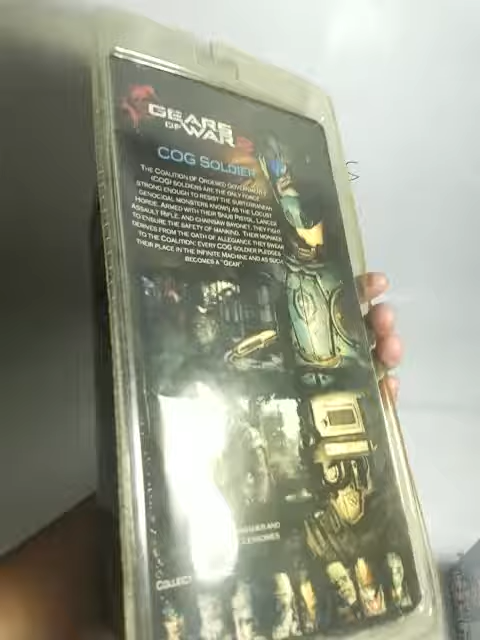 GEARS
OF WAR 2
COG SOLDIER
THE COALITION OF ORDERED GOVERNMENTS
(COG) SOLDIERS ARE THE ONLY FORCE
STRONG ENOUGH TO RESIST THE SUBTERRANEAN
GENOCIDAL MONSTERS KNOWN AS THE LOCUST
HORDE. ARMED WITH THEIR SNUB PISTOL, LANCER
ASSAULT RIFLE, AND CHAINSAW BAYONET, THEY FIGHT
TO ENSURE THE SAFETY OF MANKIND. THEIR MONIKER
DERIVES FROM THE OATH OF ALLEGIANCE THEY SWEAR
TO THE COALITION: EVERY COG SOLDIER PLEDGES
THEIR PLACE IN THE INFINITE MACHINE AND AS SUCH
BECOMES A "GEAR"
AND
COLLECT